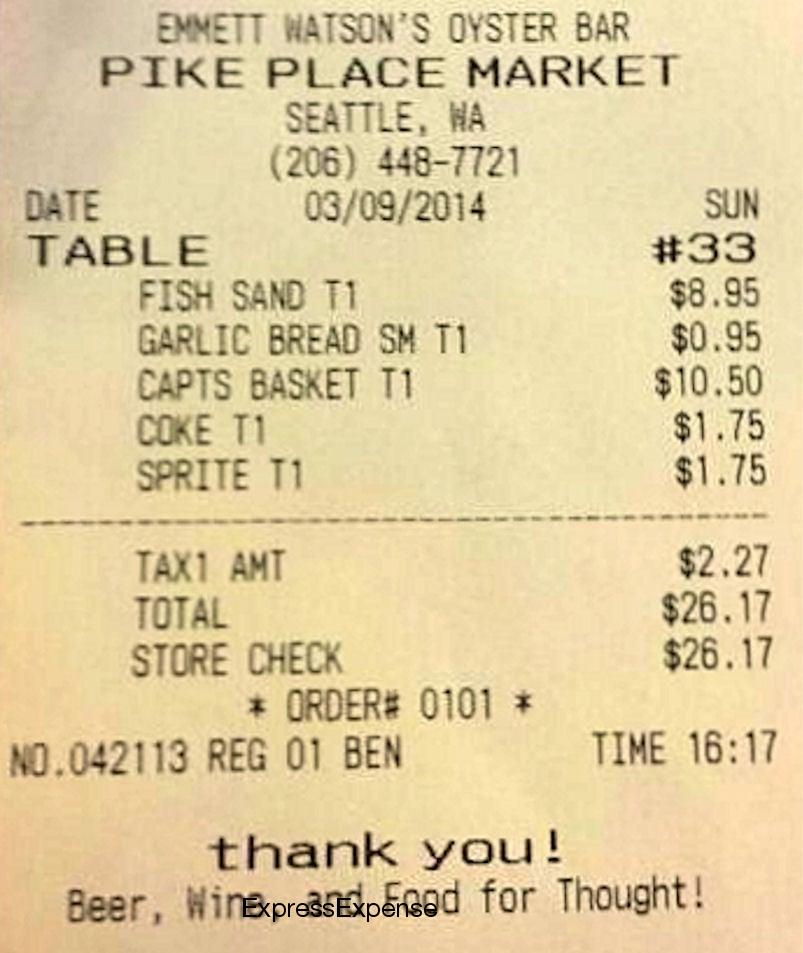 EMMETT WATSON'S OYSTER BAR
PIKE PLACE MARKET
SEATTLE, WA
(206) 448-7721
DATE 03/09/2014 SUN
TABLE #33
FISH SAND T1 $8.95
GARLIC BREAD SM T1 $0.95
CAPTS BASKET T1 $10.50
COKE T1 $1.75
SPRITE T1 $1.75
TAX1 AMT $2.27
TOTAL $26.17
STORE CHECK $26.17
* ORDER# 0101 *
NO.042113 REG 01 BEN TIME 16:17
thank you!
Beer, Wine, and Food for Thought!
ExpressExpense